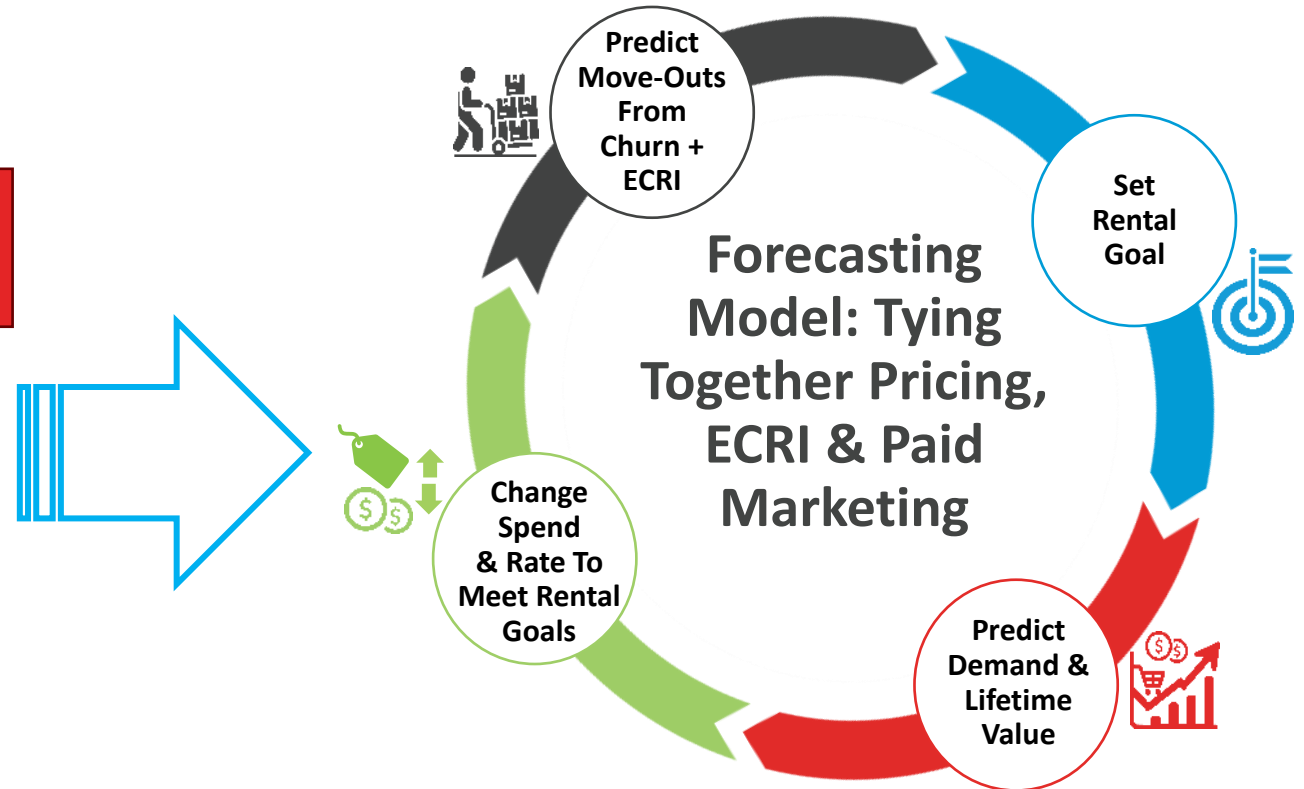 Predict
Move-Outs
From
Churn +
ECRI
Set
Rental
Goal
Forecasting
Model: Tying
Together Pricing,
ECRI & Paid
Marketing
Change
Spend
& Rate To
Meet Rental
Goals
Predict
Demand &
Lifetime
Value
$
$
$
$